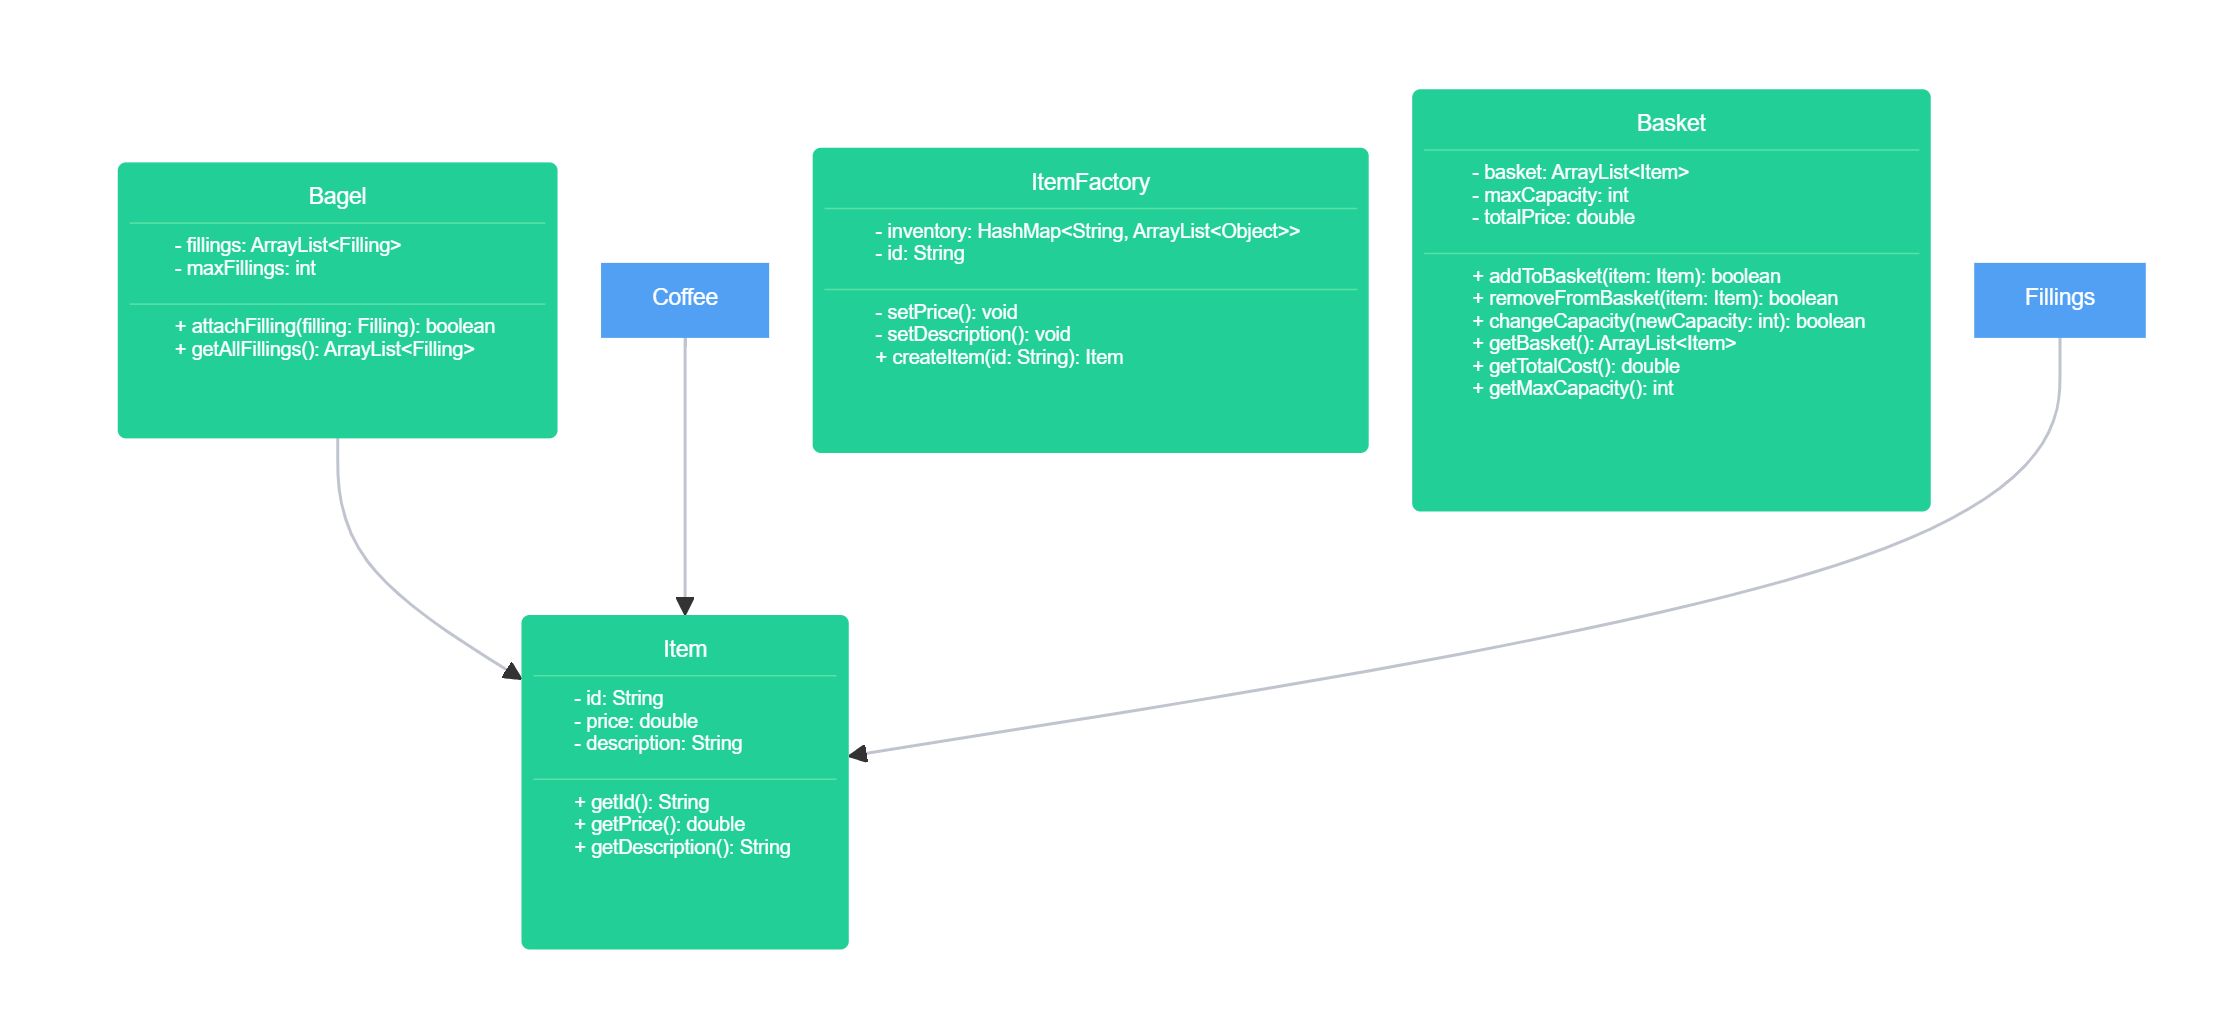 Bagel
- fillings: ArrayList<Filling>
- maxFillings: int
+ attachFilling(filling: Filling): boolean
+ getAllFillings(): ArrayList<Filling>
Coffee
ItemFactory
- inventory: HashMap<String, ArrayList<Object>>
- id: String
- setPrice(): void
- setDescription(): void
+ createItem(id: String): Item
Basket
- basket: ArrayList<Item>
- maxCapacity: int
- totalPrice: double
+ addToBasket(item: Item): boolean
+ removeFromBasket(item: Item): boolean
+ changeCapacity(newCapacity: int): boolean
+ getBasket(): ArrayList<Item>
+ getTotalCost(): double
+ getMaxCapacity(): int
Fillings
Item
- id: String
- price: double
- description: String
+ getId(): String
+ getPrice(): double
+ getDescription(): String